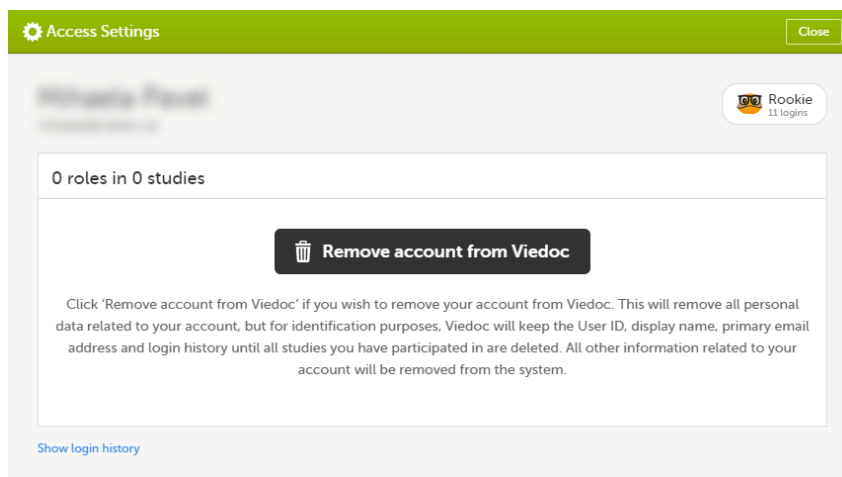 Access Settings
Close
Rookie
11 logins
0 roles in 0 studies
Remove account from Viedoc
Click 'Remove account from Viedoc' if you wish to remove your account from Viedoc. This will remove all personal
data related to your account, but for identification purposes, Viedoc will keep the User ID, display name, primary email
address and login history until all studies you have participated in are deleted. All other information related to your
account will be removed from the system.
Show login history